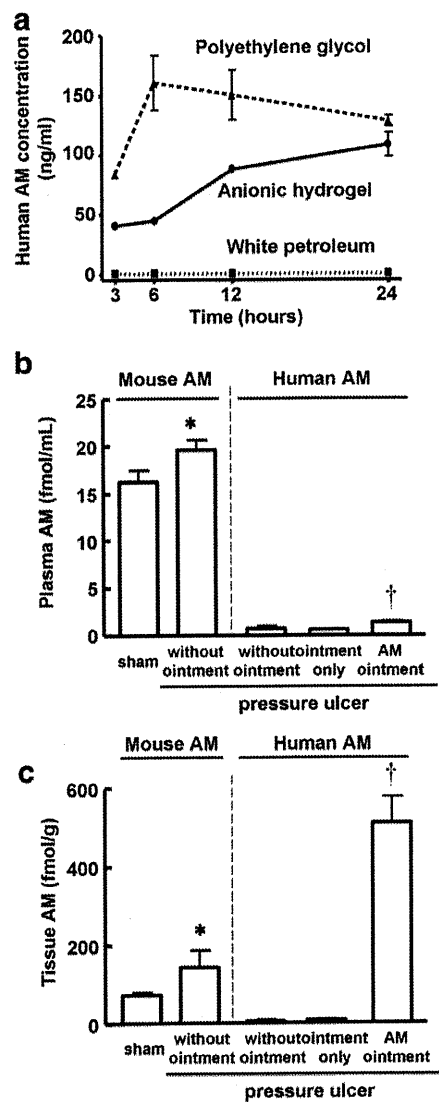 a
Human AM concentration
(ng/ml)
200
150
100
50
0
Polyethylene glycol
Anionic hydrogel
White petroleum
3 6 12 24
Time (hours)
b
Mouse AM Human AM
Plasma AM (fmol/mL)
25
20
15
10
5
0
*
†
sham without ointment without ointment ointment only AM ointment
pressure ulcer
c
Mouse AM Human AM
Tissue AM (fmol/g)
600
400
200
0
*
†
sham without ointment without ointment ointment only AM ointment
pressure ulcer